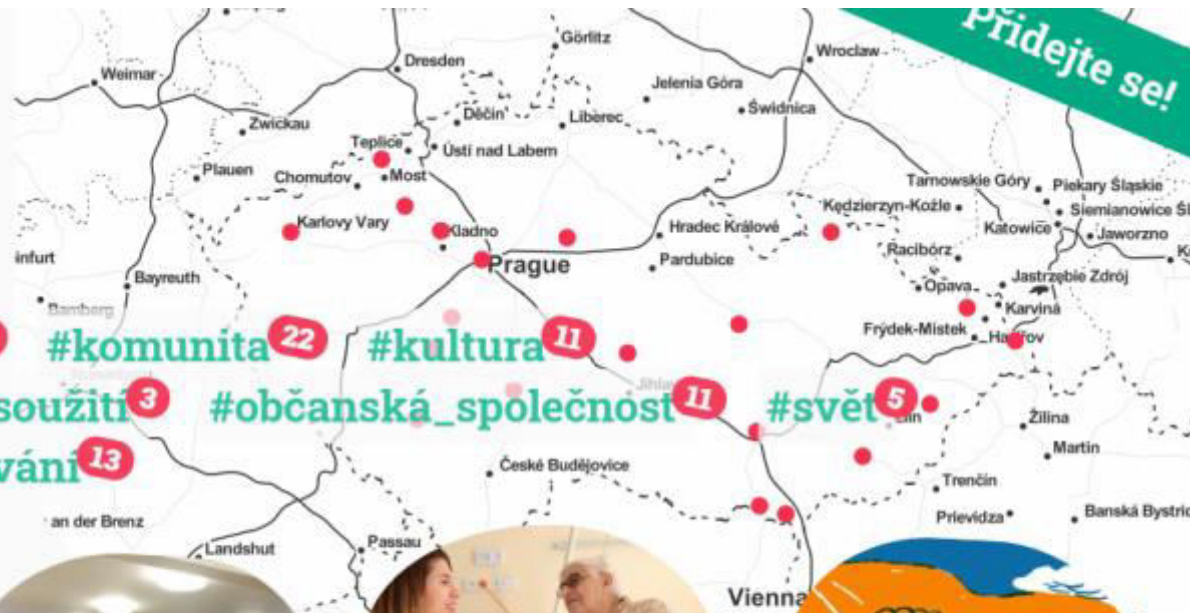 Přidejte se!
Görlitz
Dresden
Wroclaw
Weimar
Jelenia Góra
Świdnica
Děčín
Liberec
Zwickau
Teplice
Ústí nad Labem
Plauen
Chomutov
Most
Tarnowskie Góry
Piekary Śląskie
Kędzierzyn-Koźle
Siemianowice Śl
Karlovy Vary
Kladno
Hradec Králové
Katowice
Jaworzno
Racibórz
infurt
Prague
Pardubice
Bayreuth
Jastrzębie Zdrój
Opava
Bamberg
Karviná
Frýdek-Místek
#komunita 22 #kultura 11
soužití 3 #občanská_společnost 11 #svět 5
Žilina
vání 13
České Budějovice
Martin
Trenčín
an der Brenz
Prievidza
Banská Bystric
Landshut
Passau
Vienna